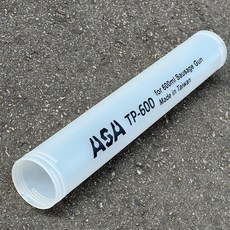 ASA TP-600 for 600ml Sausage Gun
Made in Taiwan